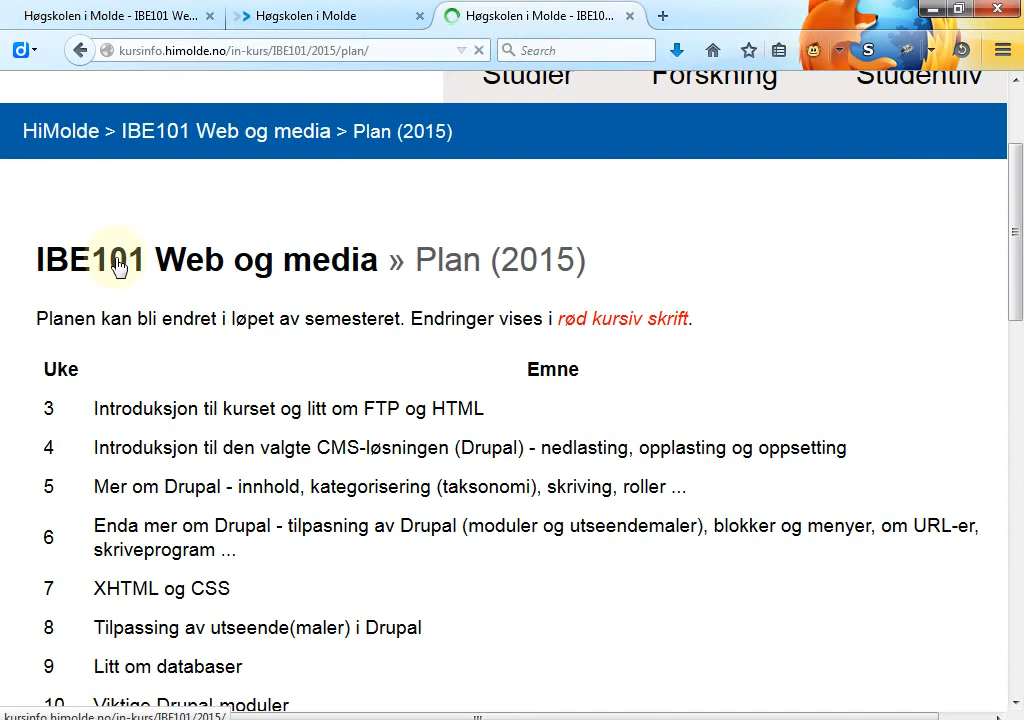 Høgskolen i Molde - IBE101 We...
Høgskolen i Molde
Høgskolen i Molde - IBE10...
kursinfo.himolde.no/in-kurs/IBE101/2015/plan/
Search
Studier
Forskning
Studentliv
HiMolde > IBE101 Web og media > Plan (2015)
IBE101 Web og media » Plan (2015)
Planen kan bli endret i løpet av semesteret. Endringer vises i rød kursiv skrift.
Uke Emne
3 Introduksjon til kurset og litt om FTP og HTML
4 Introduksjon til den valgte CMS-løsningen (Drupal) - nedlasting, opplasting og oppsetting
5 Mer om Drupal - innhold, kategorisering (taksonomi), skriving, roller ...
6 Enda mer om Drupal - tilpasning av Drupal (moduler og utseendemaler), blokker og menyer, om URL-er,
skriveprogram ...
7 XHTML og CSS
8 Tilpassing av utseende(maler) i Drupal
9 Litt om databaser
10 Viktige Drupal-moduler
kursinfo.himolde.no/in-kurs/IBE101/2015/